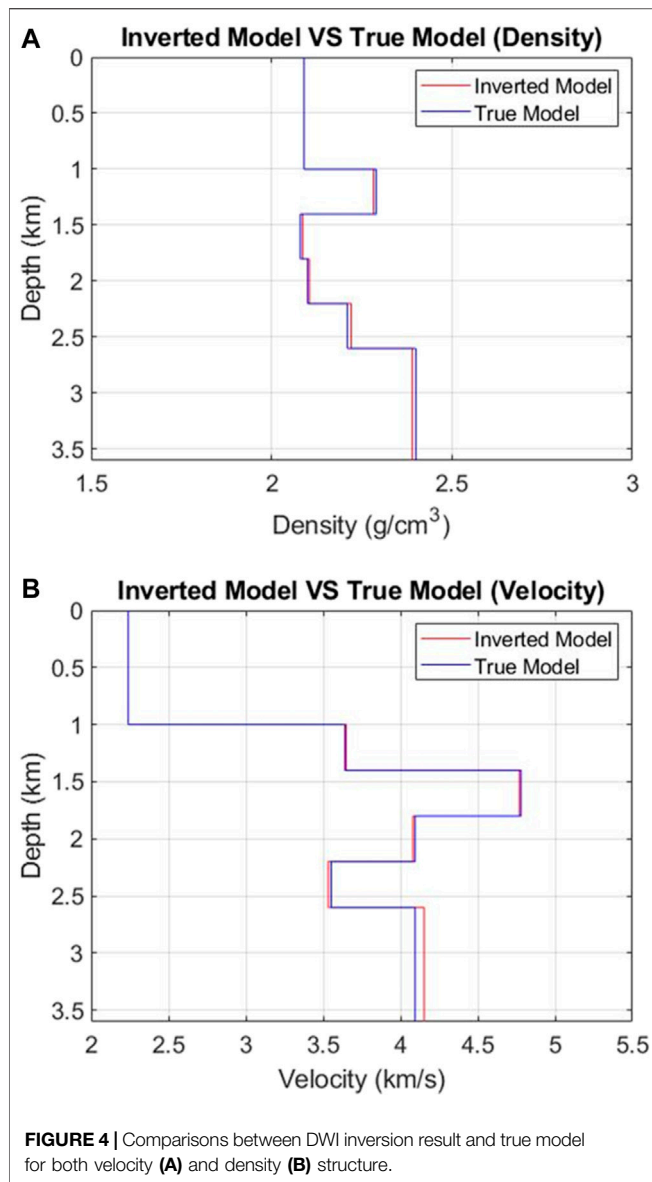 A
Inverted Model VS True Model (Density)
Inverted Model
True Model
0
0.5
1
1.5
2
2.5
3
3.5
Depth (km)
1.5
2
2.5
3
Density (g/cm³)
B
Inverted Model VS True Model (Velocity)
Inverted Model
True Model
0
0.5
1
1.5
2
2.5
3
3.5
Depth (km)
2
2.5
3
3.5
4
4.5
5
5.5
Velocity (km/s)
FIGURE 4 | Comparisons between DWI inversion result and true model
for both velocity (A) and density (B) structure.